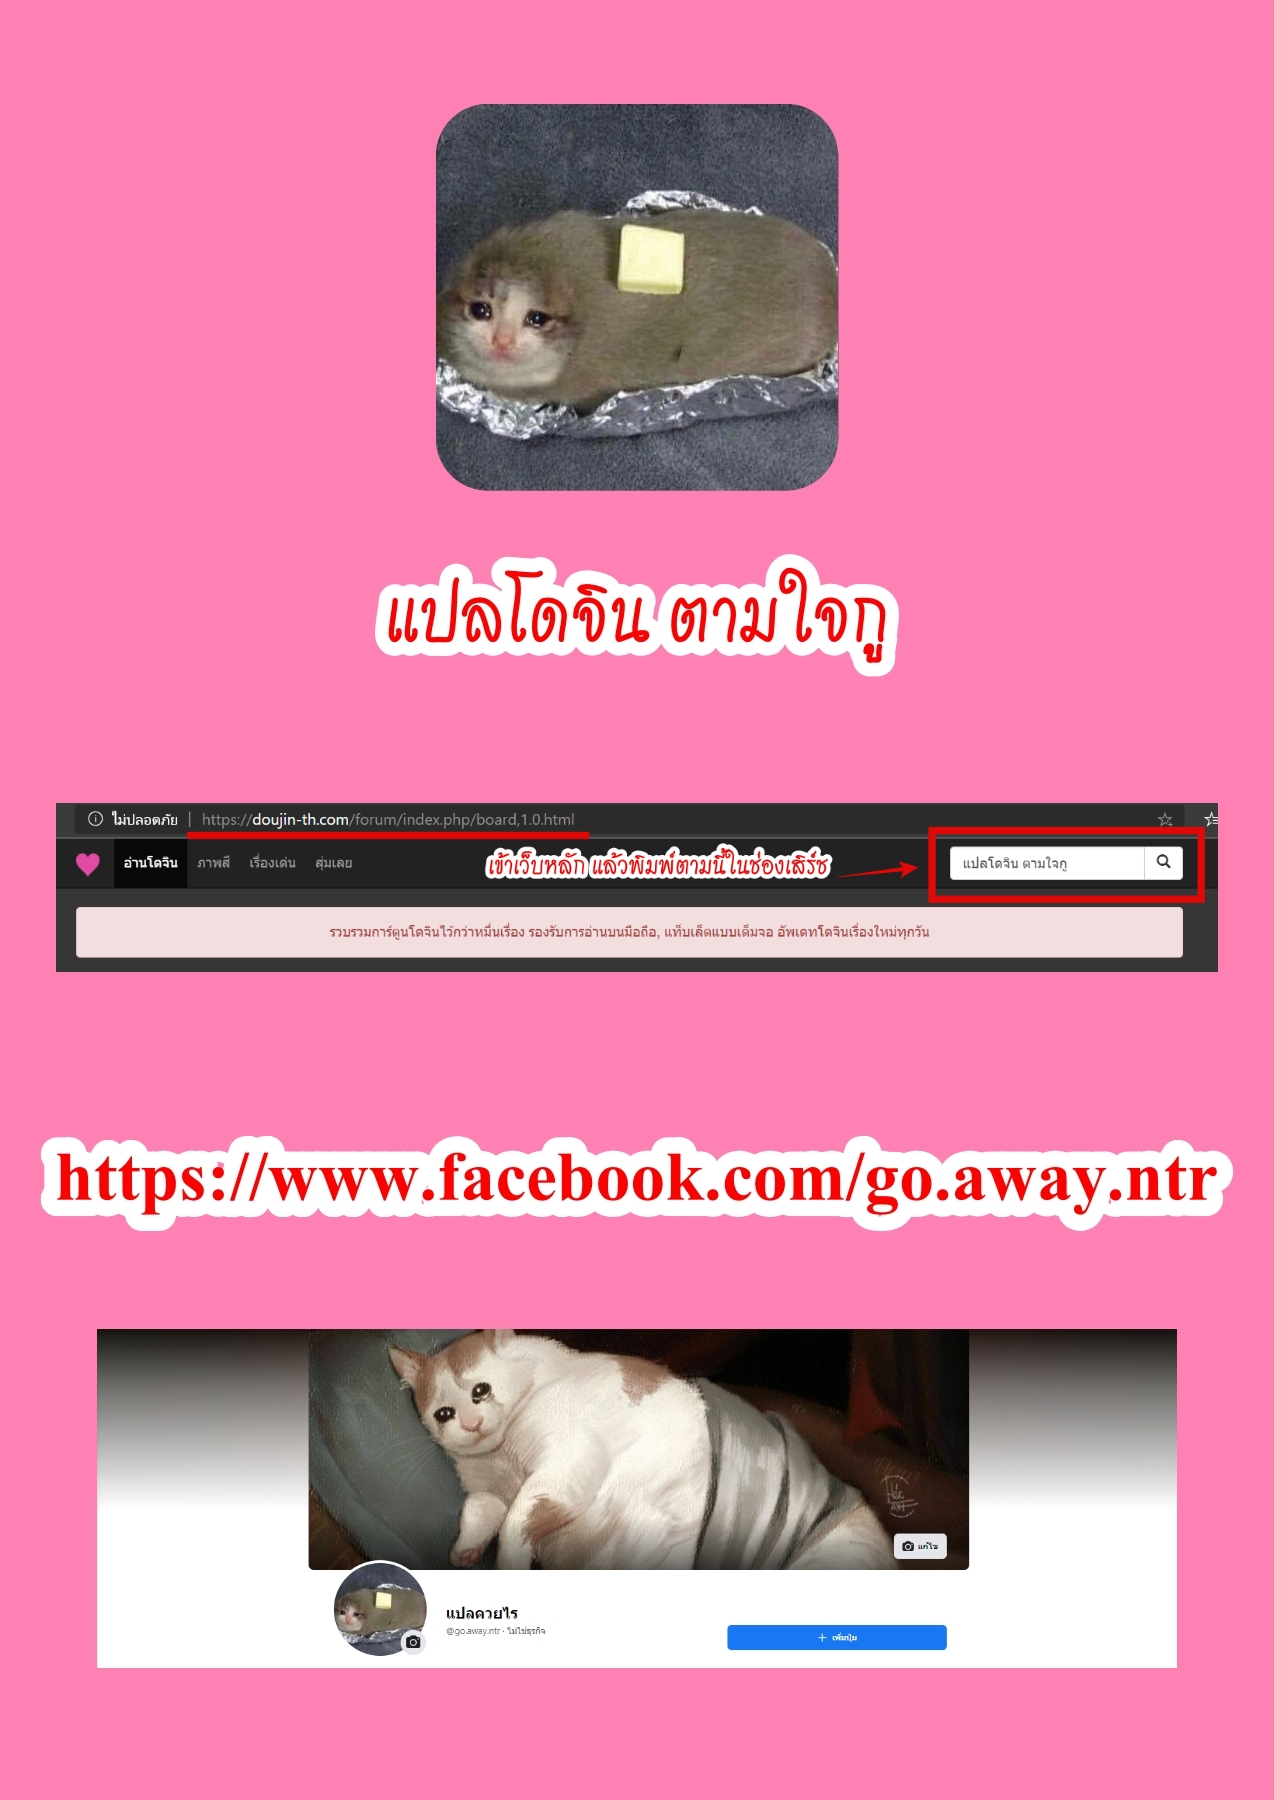 แปลโดจิน ตามใจกู
ไม่ปลอดภัย | https://doujin-th.com/forum/index.php/board,1.0.html
อ่านโดจิน ภาพสี เรื่องเด่น สุ่มเลย
เข้าเว็บหลัก แล้วพิมพ์ตามนี้ในช่องเสิร์ช
แปลโดจิน ตามใจกู
รวบรวมการ์ตูนโดจินไว้กว่าหมื่นเรื่อง รองรับการอ่านบนมือถือ, แท็บเล็ตแบบเต็มจอ อัพเดทโดจินเรื่องใหม่ทุกวัน
https://www.facebook.com/go.away.ntr
แก้ไข
แปลควยไร
@go.away.ntr · ไม่ใช่ธุรกิจ
+ เพิ่มปุ่ม